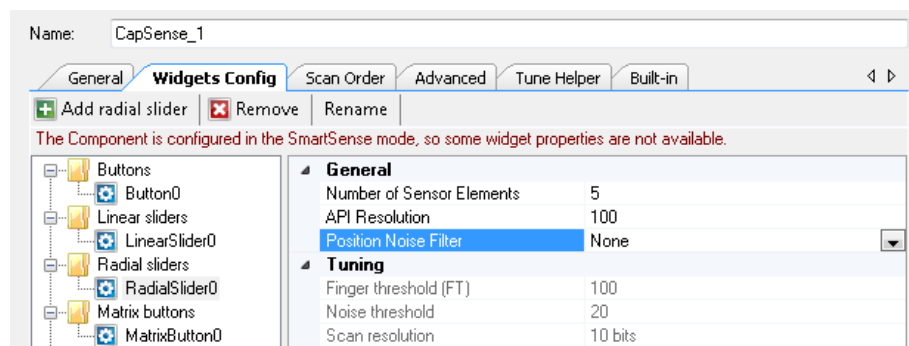 Name: CapSense_1
General Widgets Config Scan Order Advanced Tune Helper Built-in
Add radial slider Remove Rename
The Component is configured in the SmartSense mode, so some widget properties are not available.
Buttons General
Button0 Number of Sensor Elements 5
Linear sliders API Resolution 100
LinearSlider0 Position Noise Filter None
Radial sliders Tuning
RadialSlider0 Finger threshold (FT) 100
Matrix buttons Noise threshold 20
MatrixButton0 Scan resolution 10 bits